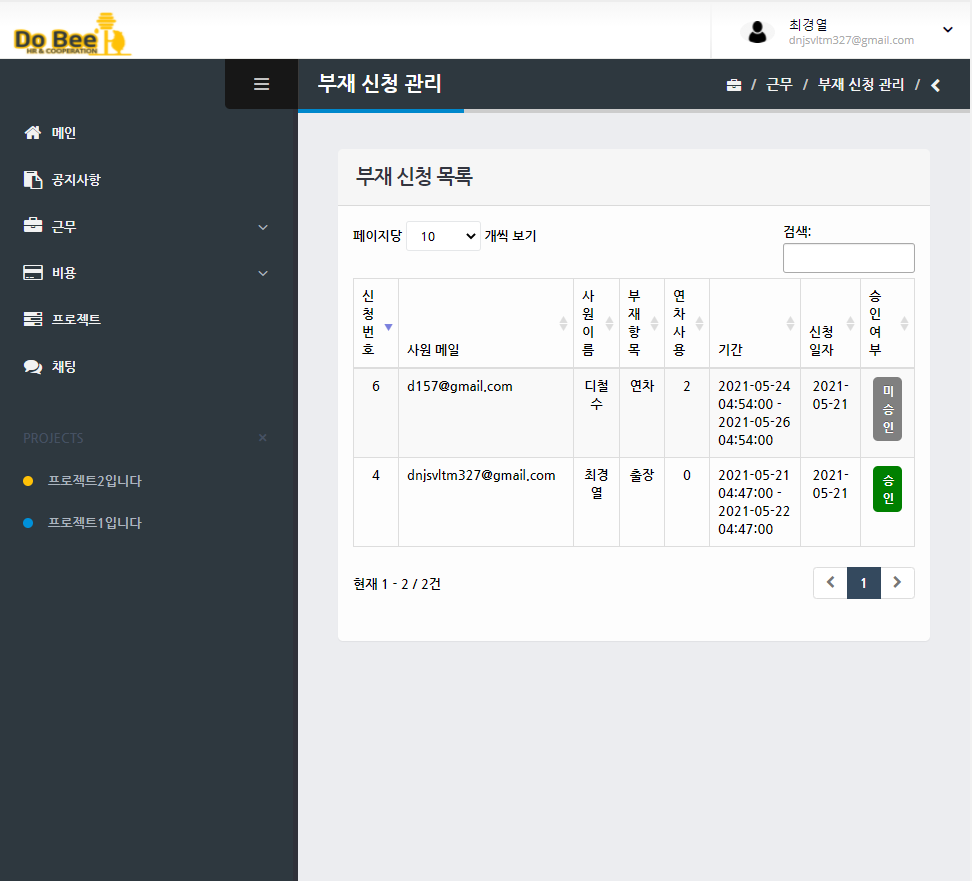 Do Bee
HR & COOPERATION
최경열
dnjsvltm327@gmail.com
부재 신청 관리
/ 근무 / 부재 신청 관리 /
메인
공지사항
근무
비용
프로젝트
채팅
PROJECTS ×
프로젝트2입니다
프로젝트1입니다
부재 신청 목록
페이지당 10 개씩 보기
검색:
신
청
번
호
사원 메일
사
원
이
름
부
재
항
목
연
차
사
용
기간
신청
일자
승
인
여
부
6
d157@gmail.com
디철
수
연차
2
2021-05-24
04:54:00 -
2021-05-26
04:54:00
2021-
05-21
미
승
인
4
dnjsvltm327@gmail.com
최경
열
출장
0
2021-05-21
04:47:00 -
2021-05-22
04:47:00
2021-
05-21
승
인
현재 1 - 2 / 2건
1